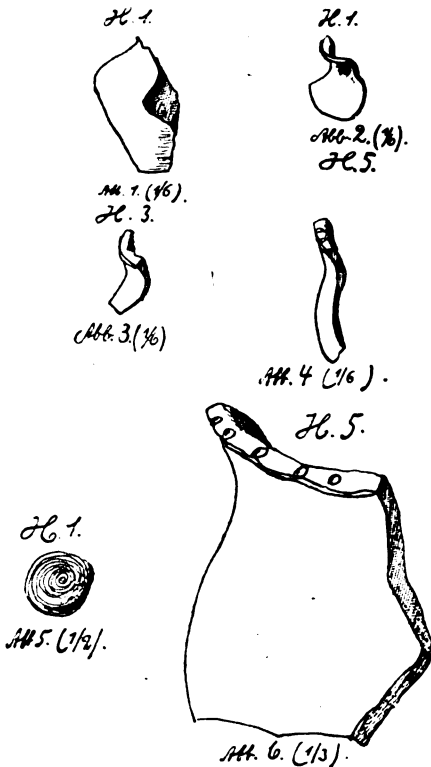 H. 1.
Abb. 1. (1/6).
H. 1.
Abb. 2. (1/6).
H. 3.
Abb. 3. (1/6)
H. 5.
Abb. 4 (1/6).
H. 1.
Abb 5. (1/2).
H. 5.
Abb. 6. (1/3).